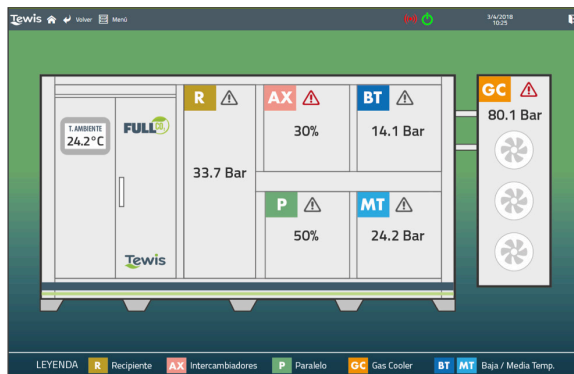 Tewis Volver Menú 3/4/2018
10:25
R AX BT GC
T. AMBIENTE
24.2°C
FULL CO₂
30% 14.1 Bar 80.1 Bar
33.7 Bar
P MT
50% 24.2 Bar
Tewis
LEYENDA R Recipiente AX Intercambiadores P Paralelo GC Gas Cooler BT MT Baja / Media Temp.